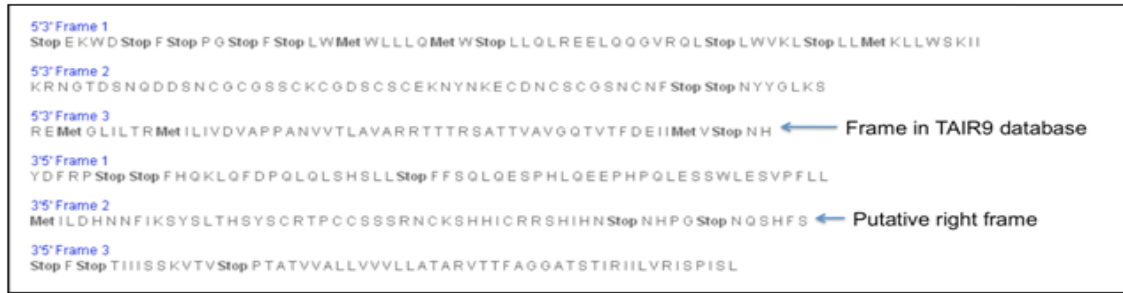 5'3' Frame 1
Stop E K W D Stop F Stop P G Stop F Stop L W Met W L L L Q Met W Stop L L Q L R E E L Q Q G V R Q L Stop L W V K L Stop L L Met K L L W S K I I
5'3' Frame 2
K R N G T D S N Q D D S N C G C G S S C K C G D S C S C E K N Y N K E C D N C S C G S N C N F Stop Stop N Y Y G L K S
5'3' Frame 3
R E Met G L I L T R Met I L I V D V A P P A N V V T L A V A R R T T T R S A T T V A V G Q T V T F D E I I Met V Stop N H
Frame in TAIR9 database
3'5' Frame 1
Y D F R P Stop Stop F H Q K L Q F D P Q L Q L S H S L L Stop F F S Q L Q E S P H L Q E E P H P Q L E S S W L E S V P F L L
3'5' Frame 2
Met I L D H N N F I K S Y S L T H S Y S C R T P C C S S S R N C K S H H I C R R S H I H N Stop N H P G Stop N Q S H F S
Putative right frame
3'5' Frame 3
Stop F Stop T I I I S S K V T V Stop P T A T V V A L L V V V L L A T A R V T T F A G G A T S T I R I I L V R I S P I S L